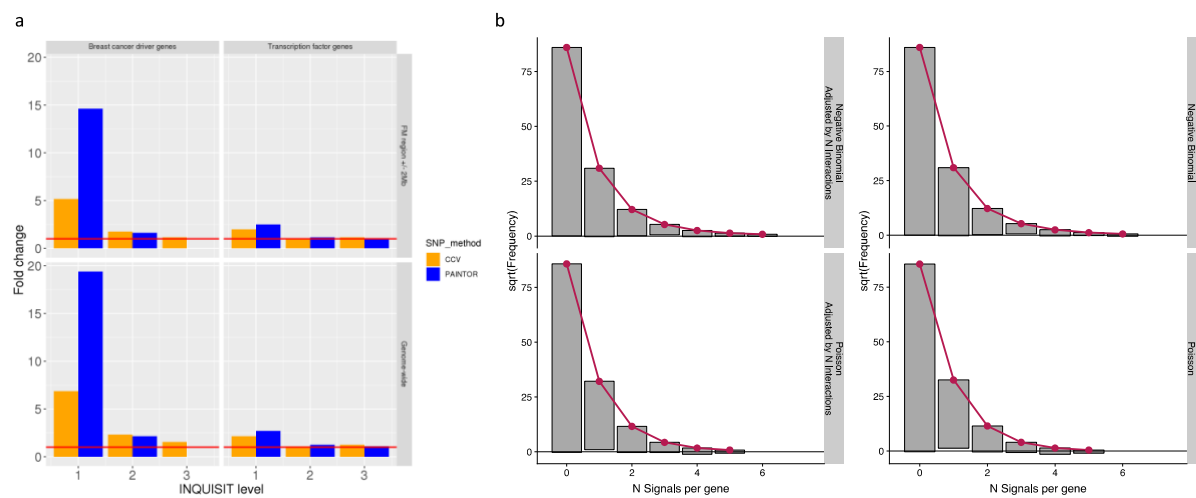 a
b
Breast cancer driver genes
Transcription factor genes
20
15
10
5
0
FM region +/- 2Mb
20
15
10
5
0
Genome-wide
Fold change
1
2
3
1
2
3
INQUISIT level
SNP_method
CCV
PAINTOR
75
50
25
0
Negative Binomial
Adjusted by N Interactions
75
50
25
0
Poisson
Adjusted by N Interactions
sqrt(Frequency)
0
2
4
6
N Signals per gene
75
50
25
0
Negative Binomial
75
50
25
0
Poisson
sqrt(Frequency)
0
2
4
6
N Signals per gene